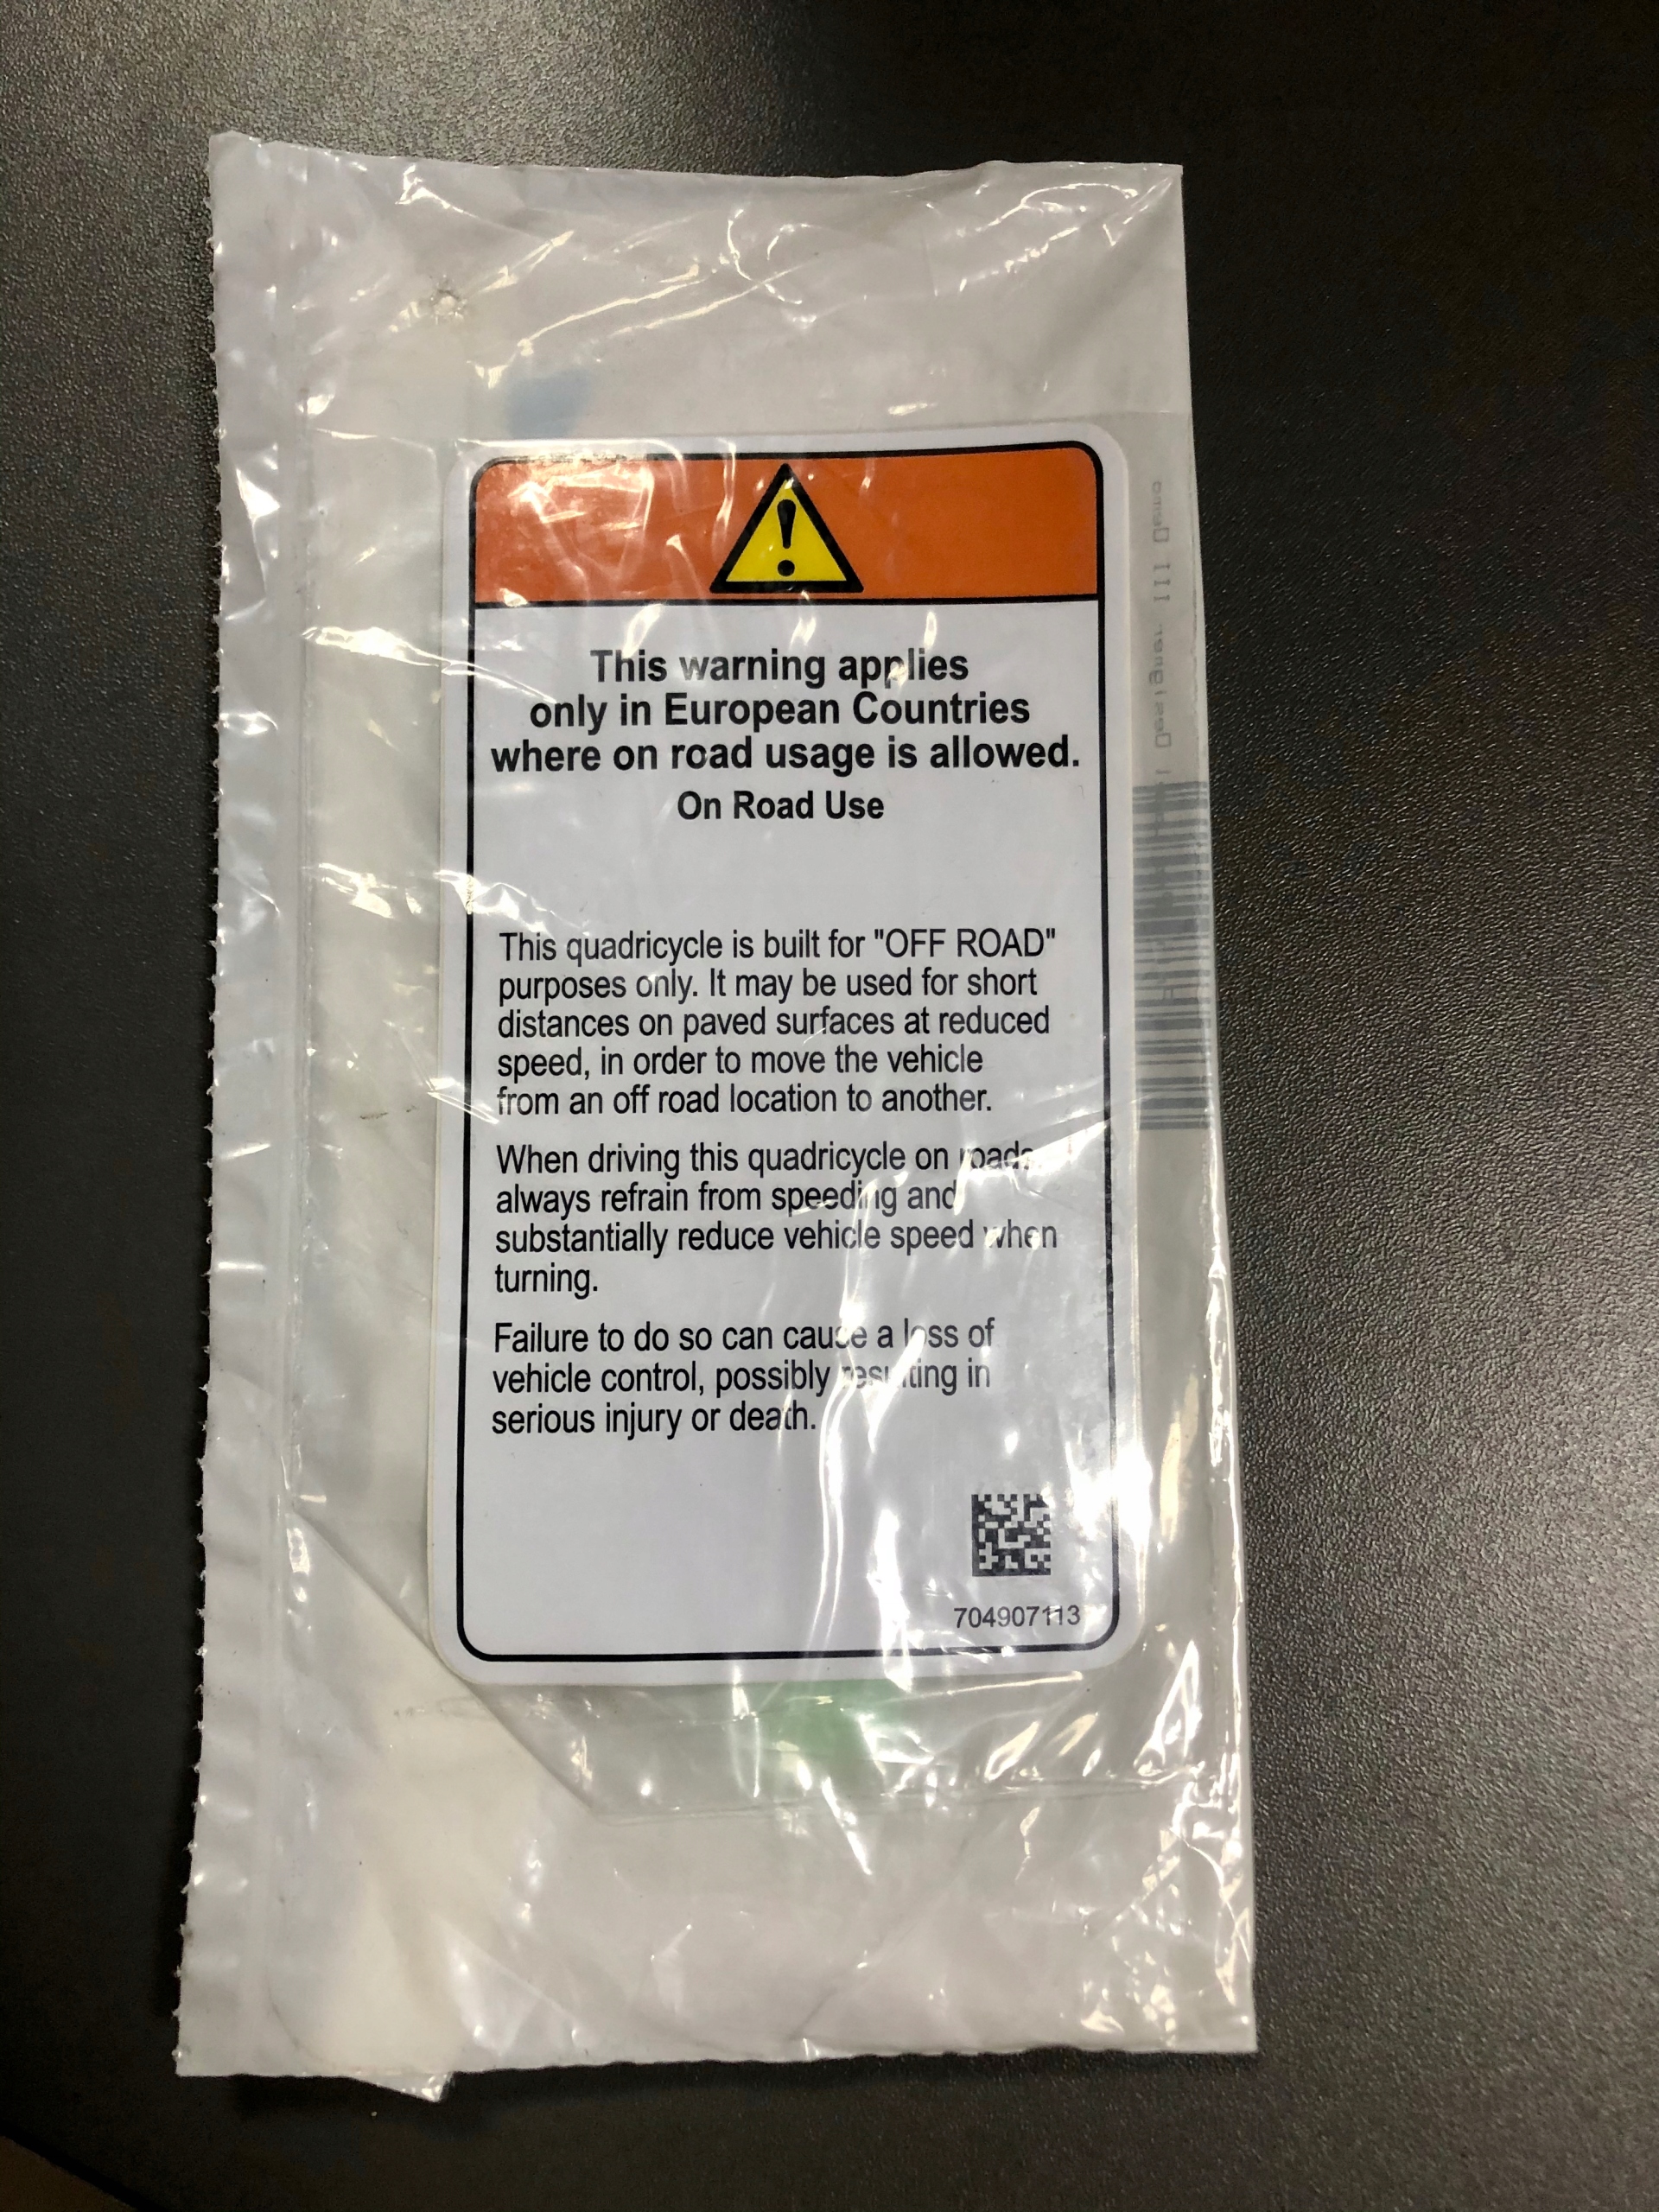 This warning applies
only in European Countries
where on road usage is allowed.
On Road Use
This quadricycle is built for "OFF ROAD"
purposes only. It may be used for short
distances on paved surfaces at reduced
speed, in order to move the vehicle
from an off road location to another.
When driving this quadricycle on roads,
always refrain from speeding and
substantially reduce vehicle speed when
turning.
Failure to do so can cause a loss of
vehicle control, possibly resulting in
serious injury or death.
704907113
Designer III Demo